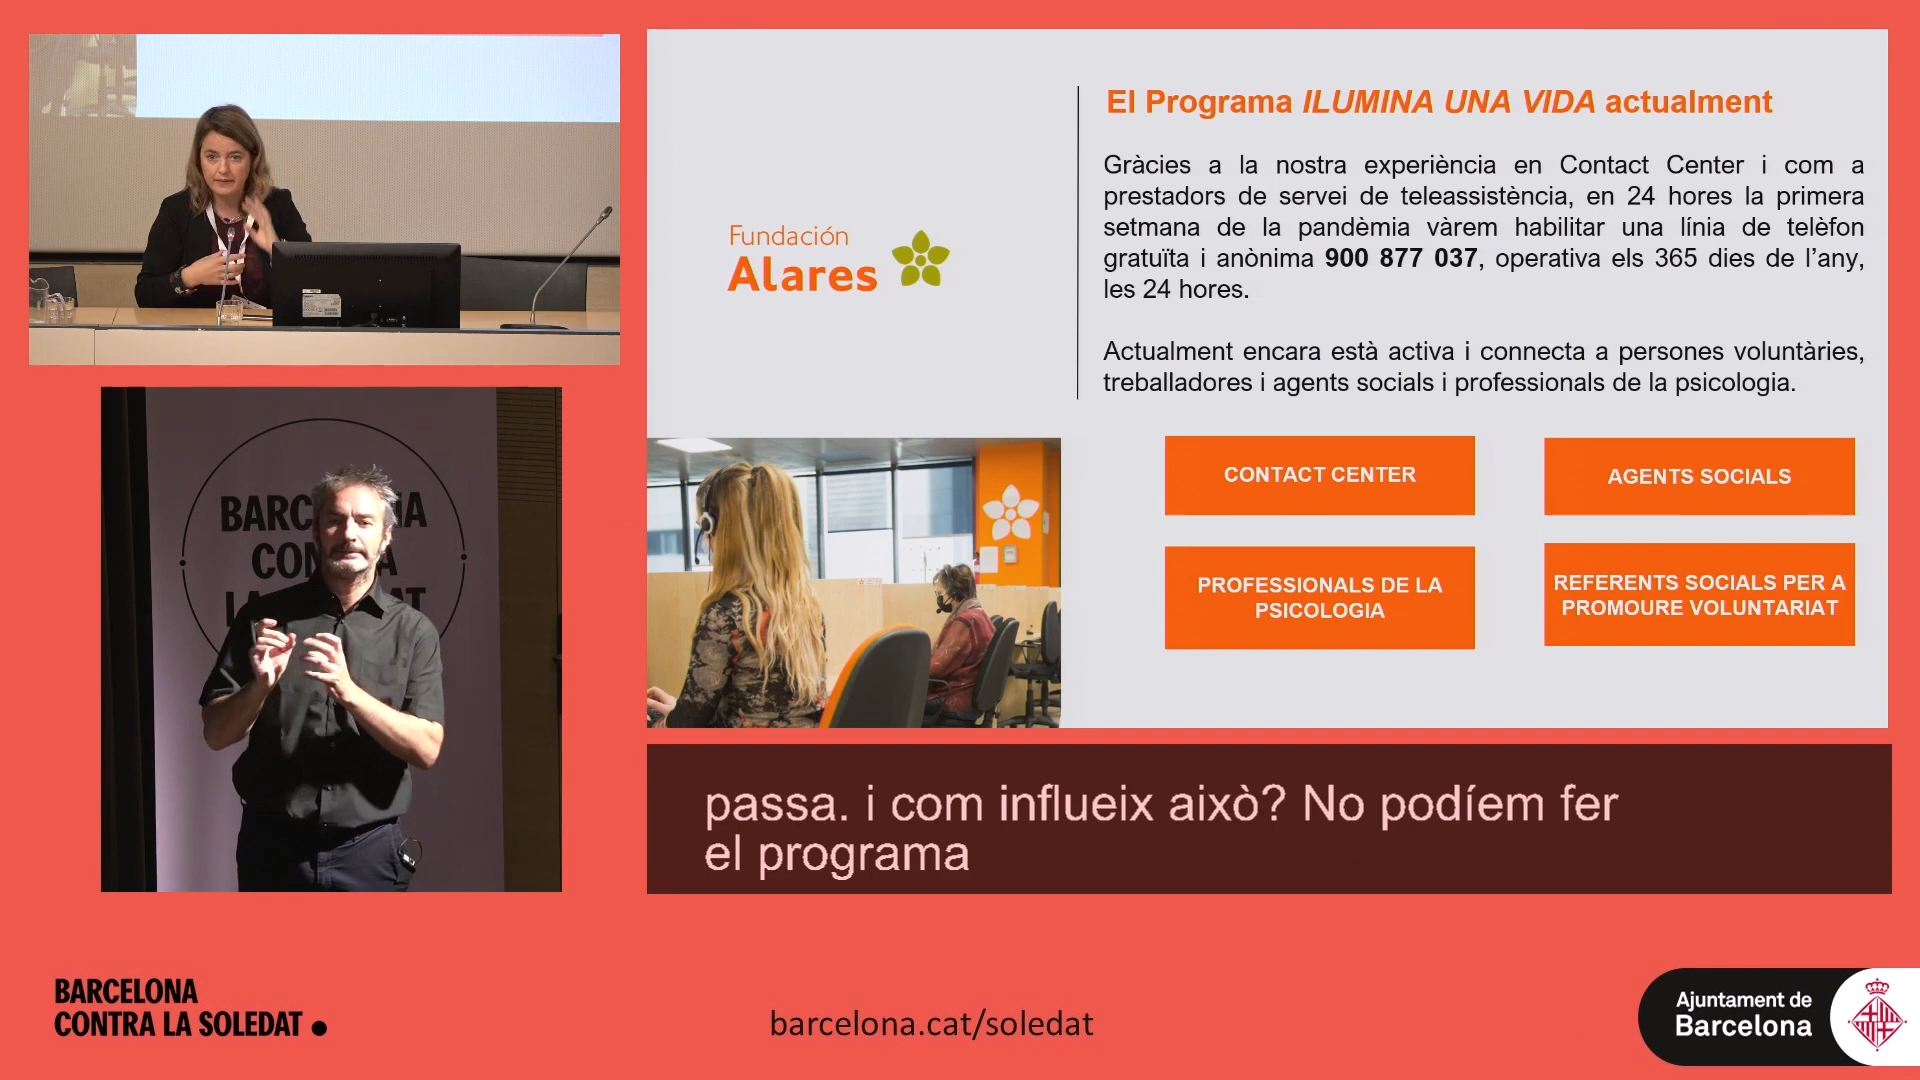 El Programa ILUMINA UNA VIDA actualment
Gràcies a la nostra experiència en Contact Center i com a
prestadors de servei de teleassistència, en 24 hores la primera
setmana de la pandèmia vàrem habilitar una línia de telèfon
gratuïta i anònima 900 877 037, operativa els 365 dies de l’any,
les 24 hores.
Actualment encara està activa i connecta a persones voluntàries,
treballadores i agents socials i professionals de la psicologia.
Fundación
Alares
CONTACT CENTER
AGENTS SOCIALS
PROFESSIONALS DE LA
PSICOLOGIA
REFERENTS SOCIALS PER A
PROMOURE VOLUNTARIAT
passa. i com influeix això? No podíem fer
el programa
BARCELONA
CONTRA LA SOLEDAT
barcelona.cat/soledat
Ajuntament de
Barcelona